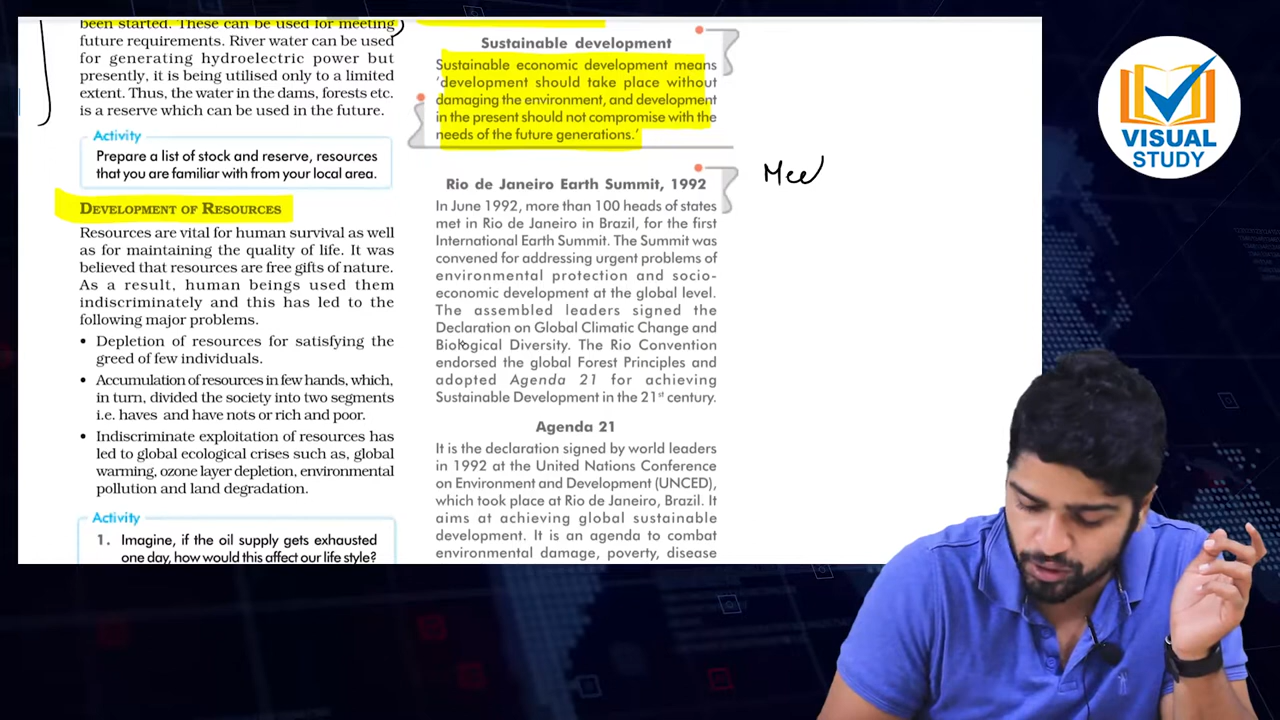 been started. These can be used for meeting
future requirements. River water can be used
for generating hydroelectric power but
presently, it is being utilised only to a limited
extent. Thus, the water in the dams, forests etc.
is a reserve which can be used in the future.
Activity
Prepare a list of stock and reserve, resources
that you are familiar with from your local area.
DEVELOPMENT OF RESOURCES
Resources are vital for human survival as well
as for maintaining the quality of life. It was
believed that resources are free gifts of nature.
As a result, human beings used them
indiscriminately and this has led to the
following major problems.
• Depletion of resources for satisfying the
greed of few individuals.
• Accumulation of resources in few hands, which,
in turn, divided the society into two segments
i.e. haves and have nots or rich and poor.
• Indiscriminate exploitation of resources has
led to global ecological crises such as, global
warming, ozone layer depletion, environmental
pollution and land degradation.
Activity
1. Imagine, if the oil supply gets exhausted
one day, how would this affect our life style?
Sustainable development
Sustainable economic development means
‘development should take place without
damaging the environment, and development
in the present should not compromise with the
needs of the future generations.’
Rio de Janeiro Earth Summit, 1992
In June 1992, more than 100 heads of states
met in Rio de Janeiro in Brazil, for the first
International Earth Summit. The Summit was
convened for addressing urgent problems of
environmental protection and socio-
economic development at the global level.
The assembled leaders signed the
Declaration on Global Climatic Change and
Biological Diversity. The Rio Convention
endorsed the global Forest Principles and
adopted Agenda 21 for achieving
Sustainable Development in the 21st century.
Agenda 21
It is the declaration signed by world leaders
in 1992 at the United Nations Conference
on Environment and Development (UNCED),
which took place at Rio de Janeiro, Brazil. It
aims at achieving global sustainable
development. It is an agenda to combat
environmental damage, poverty, disease
Mee
VISUAL
STUDY